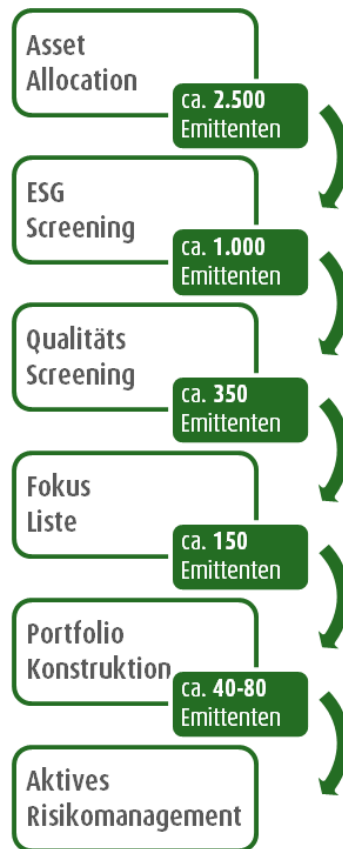 Asset
Allocation
ca. 2.500
Emittenten
ESG
Screening
ca. 1.000
Emittenten
Qualitäts
Screening
ca. 350
Emittenten
Fokus
Liste
ca. 150
Emittenten
Portfolio
Konstruktion
ca. 40-80
Emittenten
Aktives
Risikomanagement